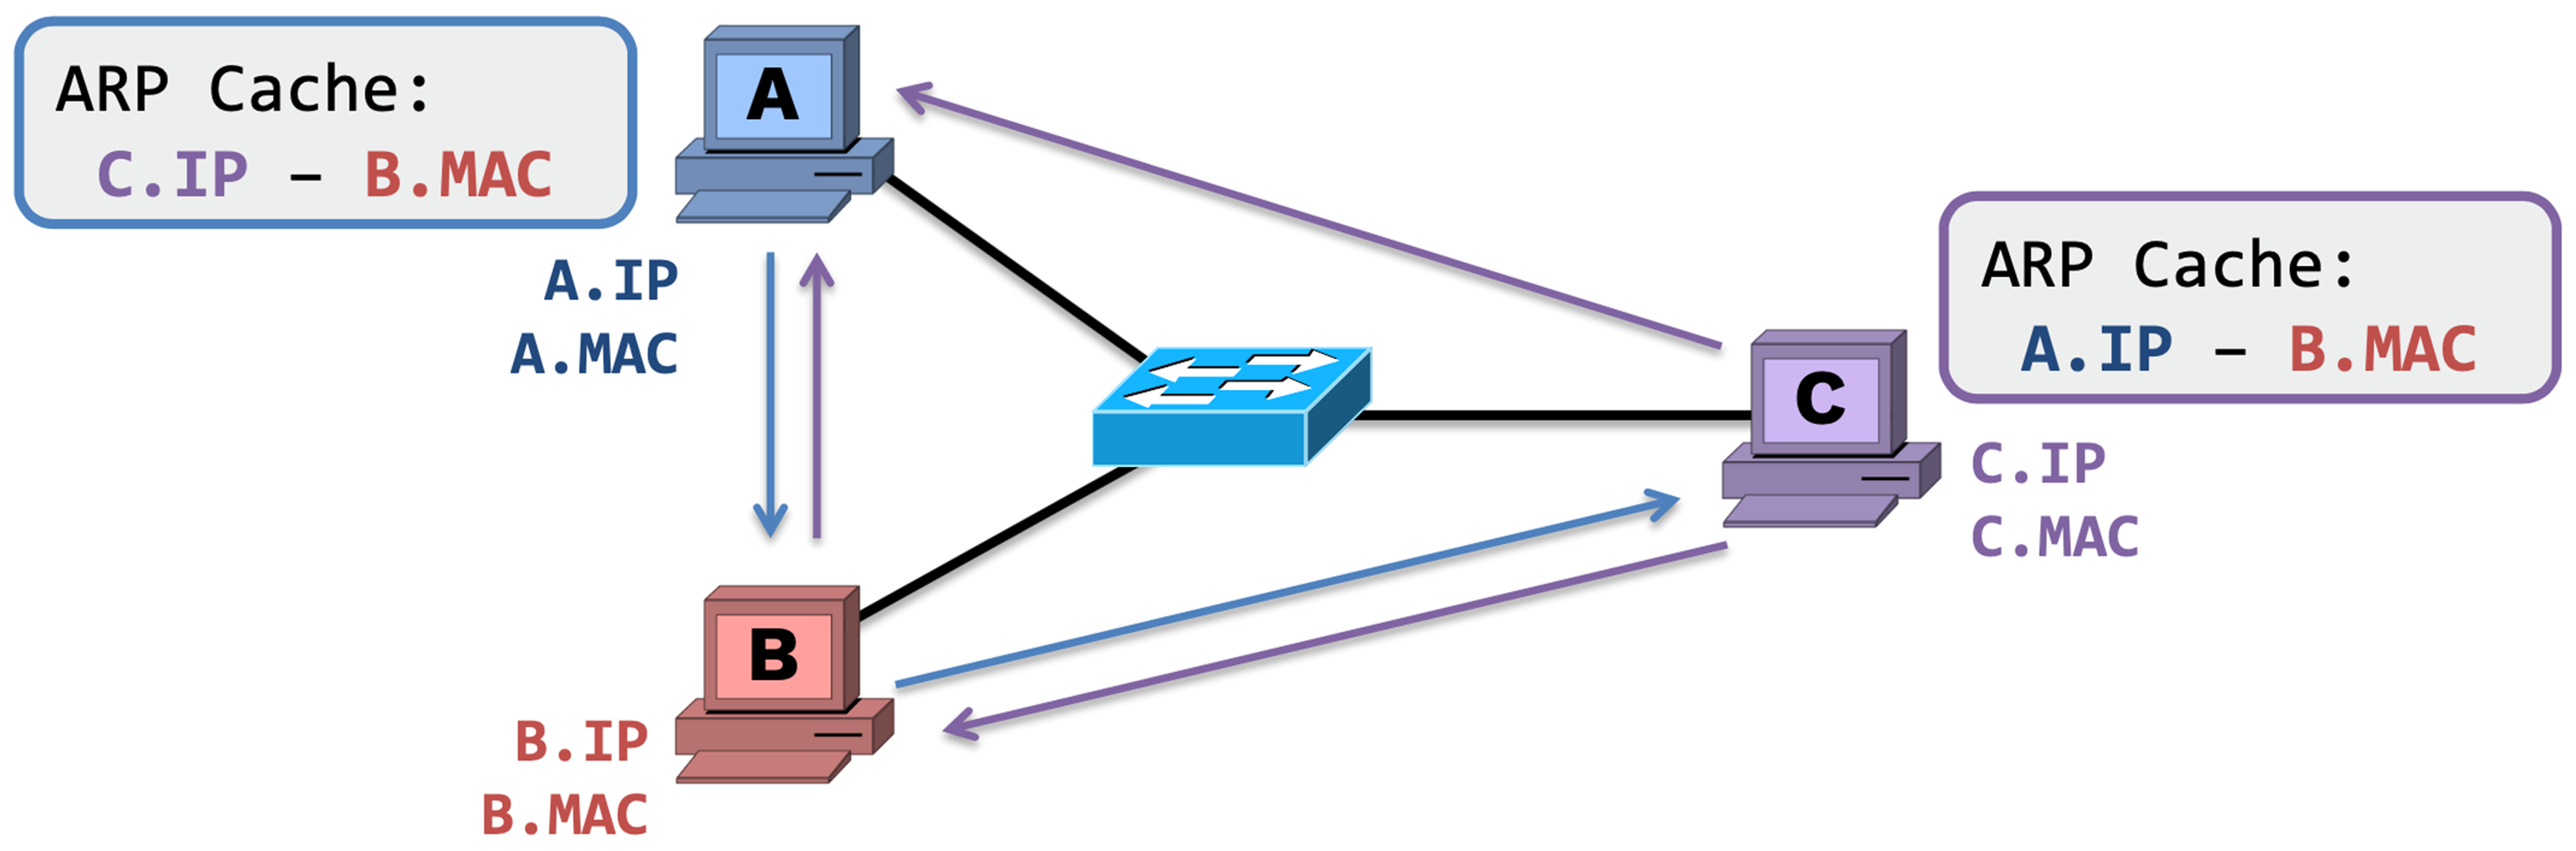 ARP Cache:
C.IP – B.MAC
A
A.IP
A.MAC
ARP Cache:
A.IP – B.MAC
C
C.IP
C.MAC
B
B.IP
B.MAC